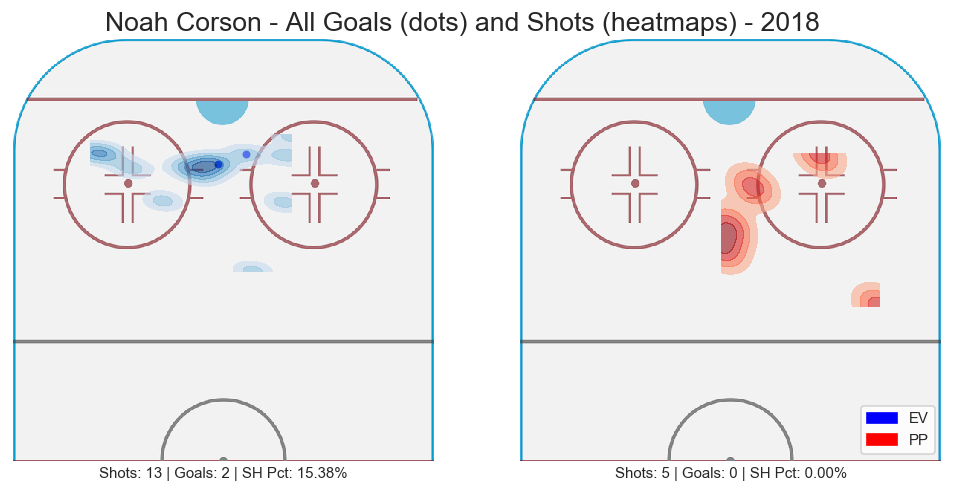 Noah Corson - All Goals (dots) and Shots (heatmaps) - 2018
EV
PP
Shots: 13 | Goals: 2 | SH Pct: 15.38%
Shots: 5 | Goals: 0 | SH Pct: 0.00%